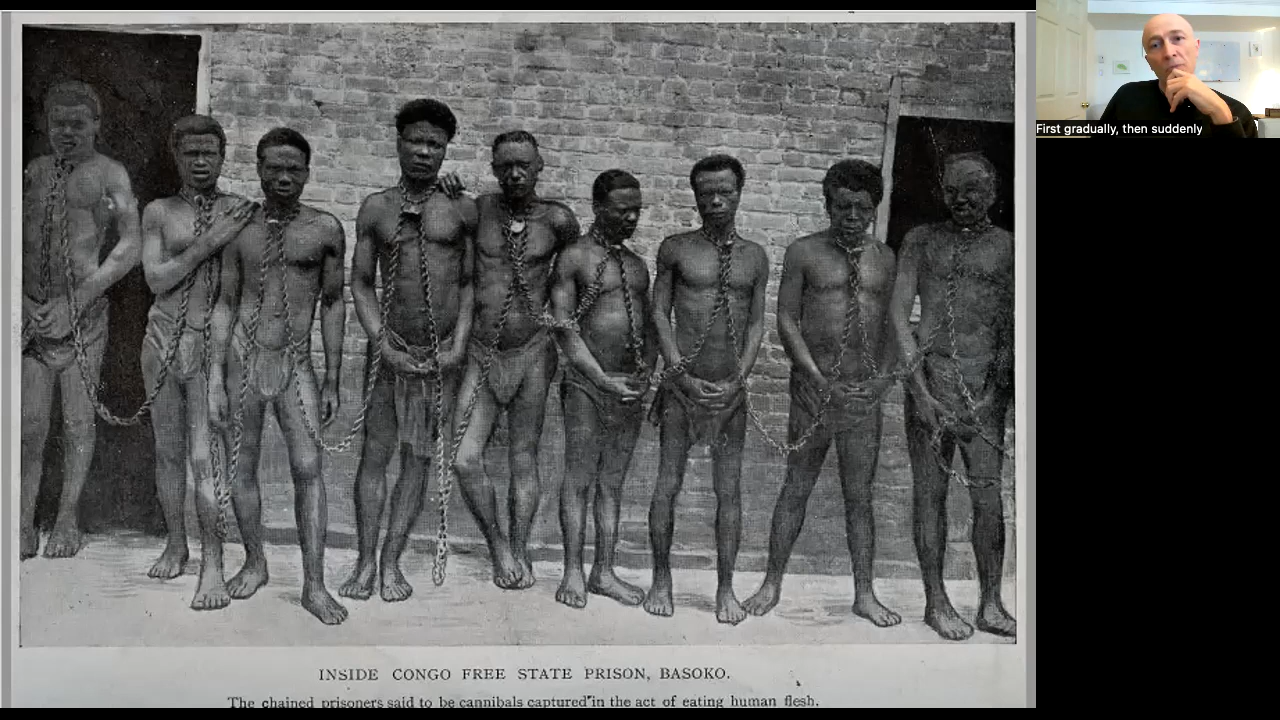 INSIDE CONGO FREE STATE PRISON, BASOKO.
The chained prisoners said to be cannibals captured in the act of eating human flesh.
First gradually, then suddenly